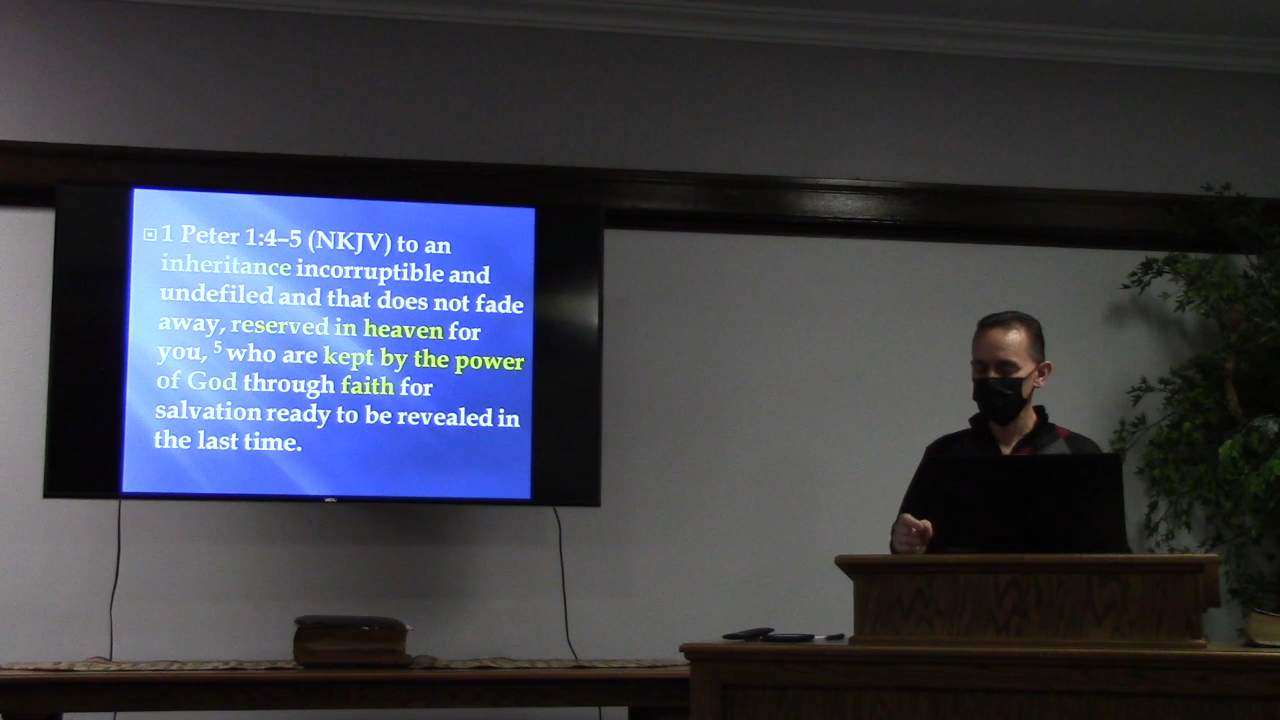 1 Peter 1:4–5 (NKJV) to an
inheritance incorruptible and
undefiled and that does not fade
away, reserved in heaven for
you, ⁵ who are kept by the power
of God through faith for
salvation ready to be revealed in
the last time.